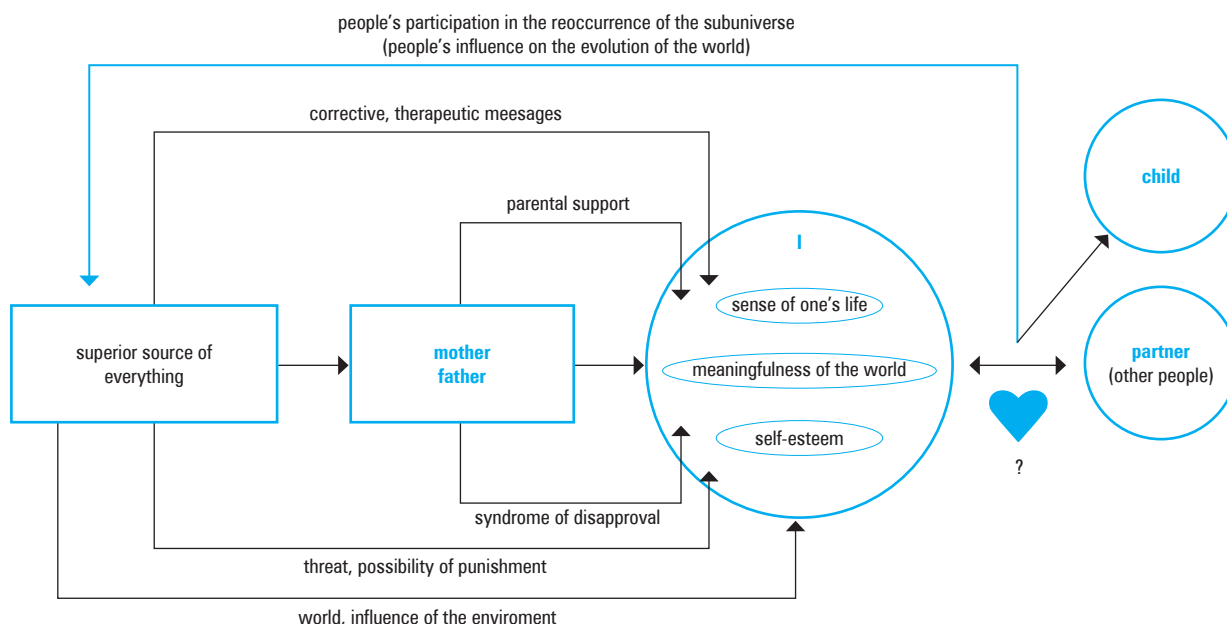 people’s participation in the reoccurrence of the subuniverse
(people’s influence on the evolution of the world)
corrective, therapeutic meesages
child
parental support
I
sense of one’s life
superior source of
everything
mother
father
meaningfulness of the world
partner
(other people)
self-esteem
?
syndrome of disapproval
threat, possibility of punishment
world, influence of the enviroment